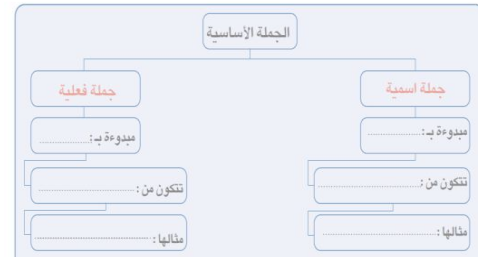 الجملة الأساسية
جملة اسمية
جملة فعلية
مبدوءة بـ : ....................
مبدوءة بـ : ....................
تتكون من : ....................
تتكون من : ....................
مثالها : ....................
مثالها : ....................